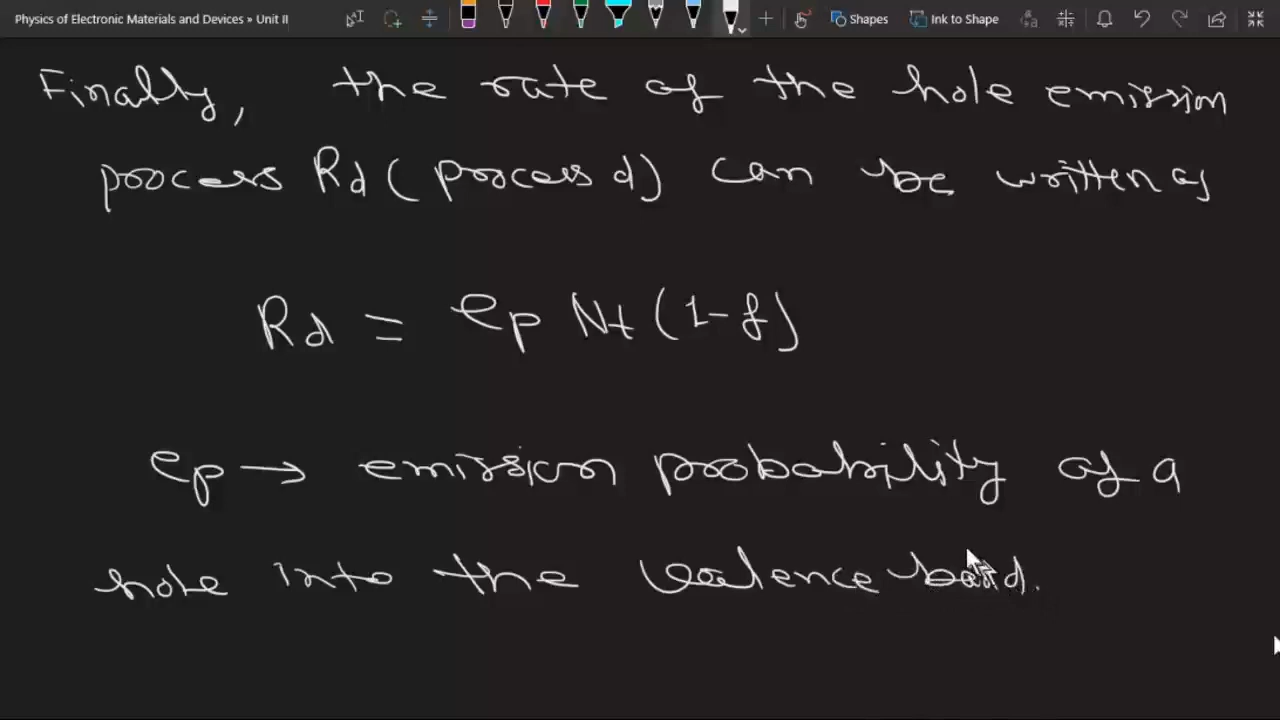 Physics of Electronic Materials and Devices » Unit II
Shapes
Ink to Shape
Finally, the rate of the hole emission
process Rd (process d) can be written as
Rd = ep Nt (1-f)
ep → emission probability of a
hole into the valence band.